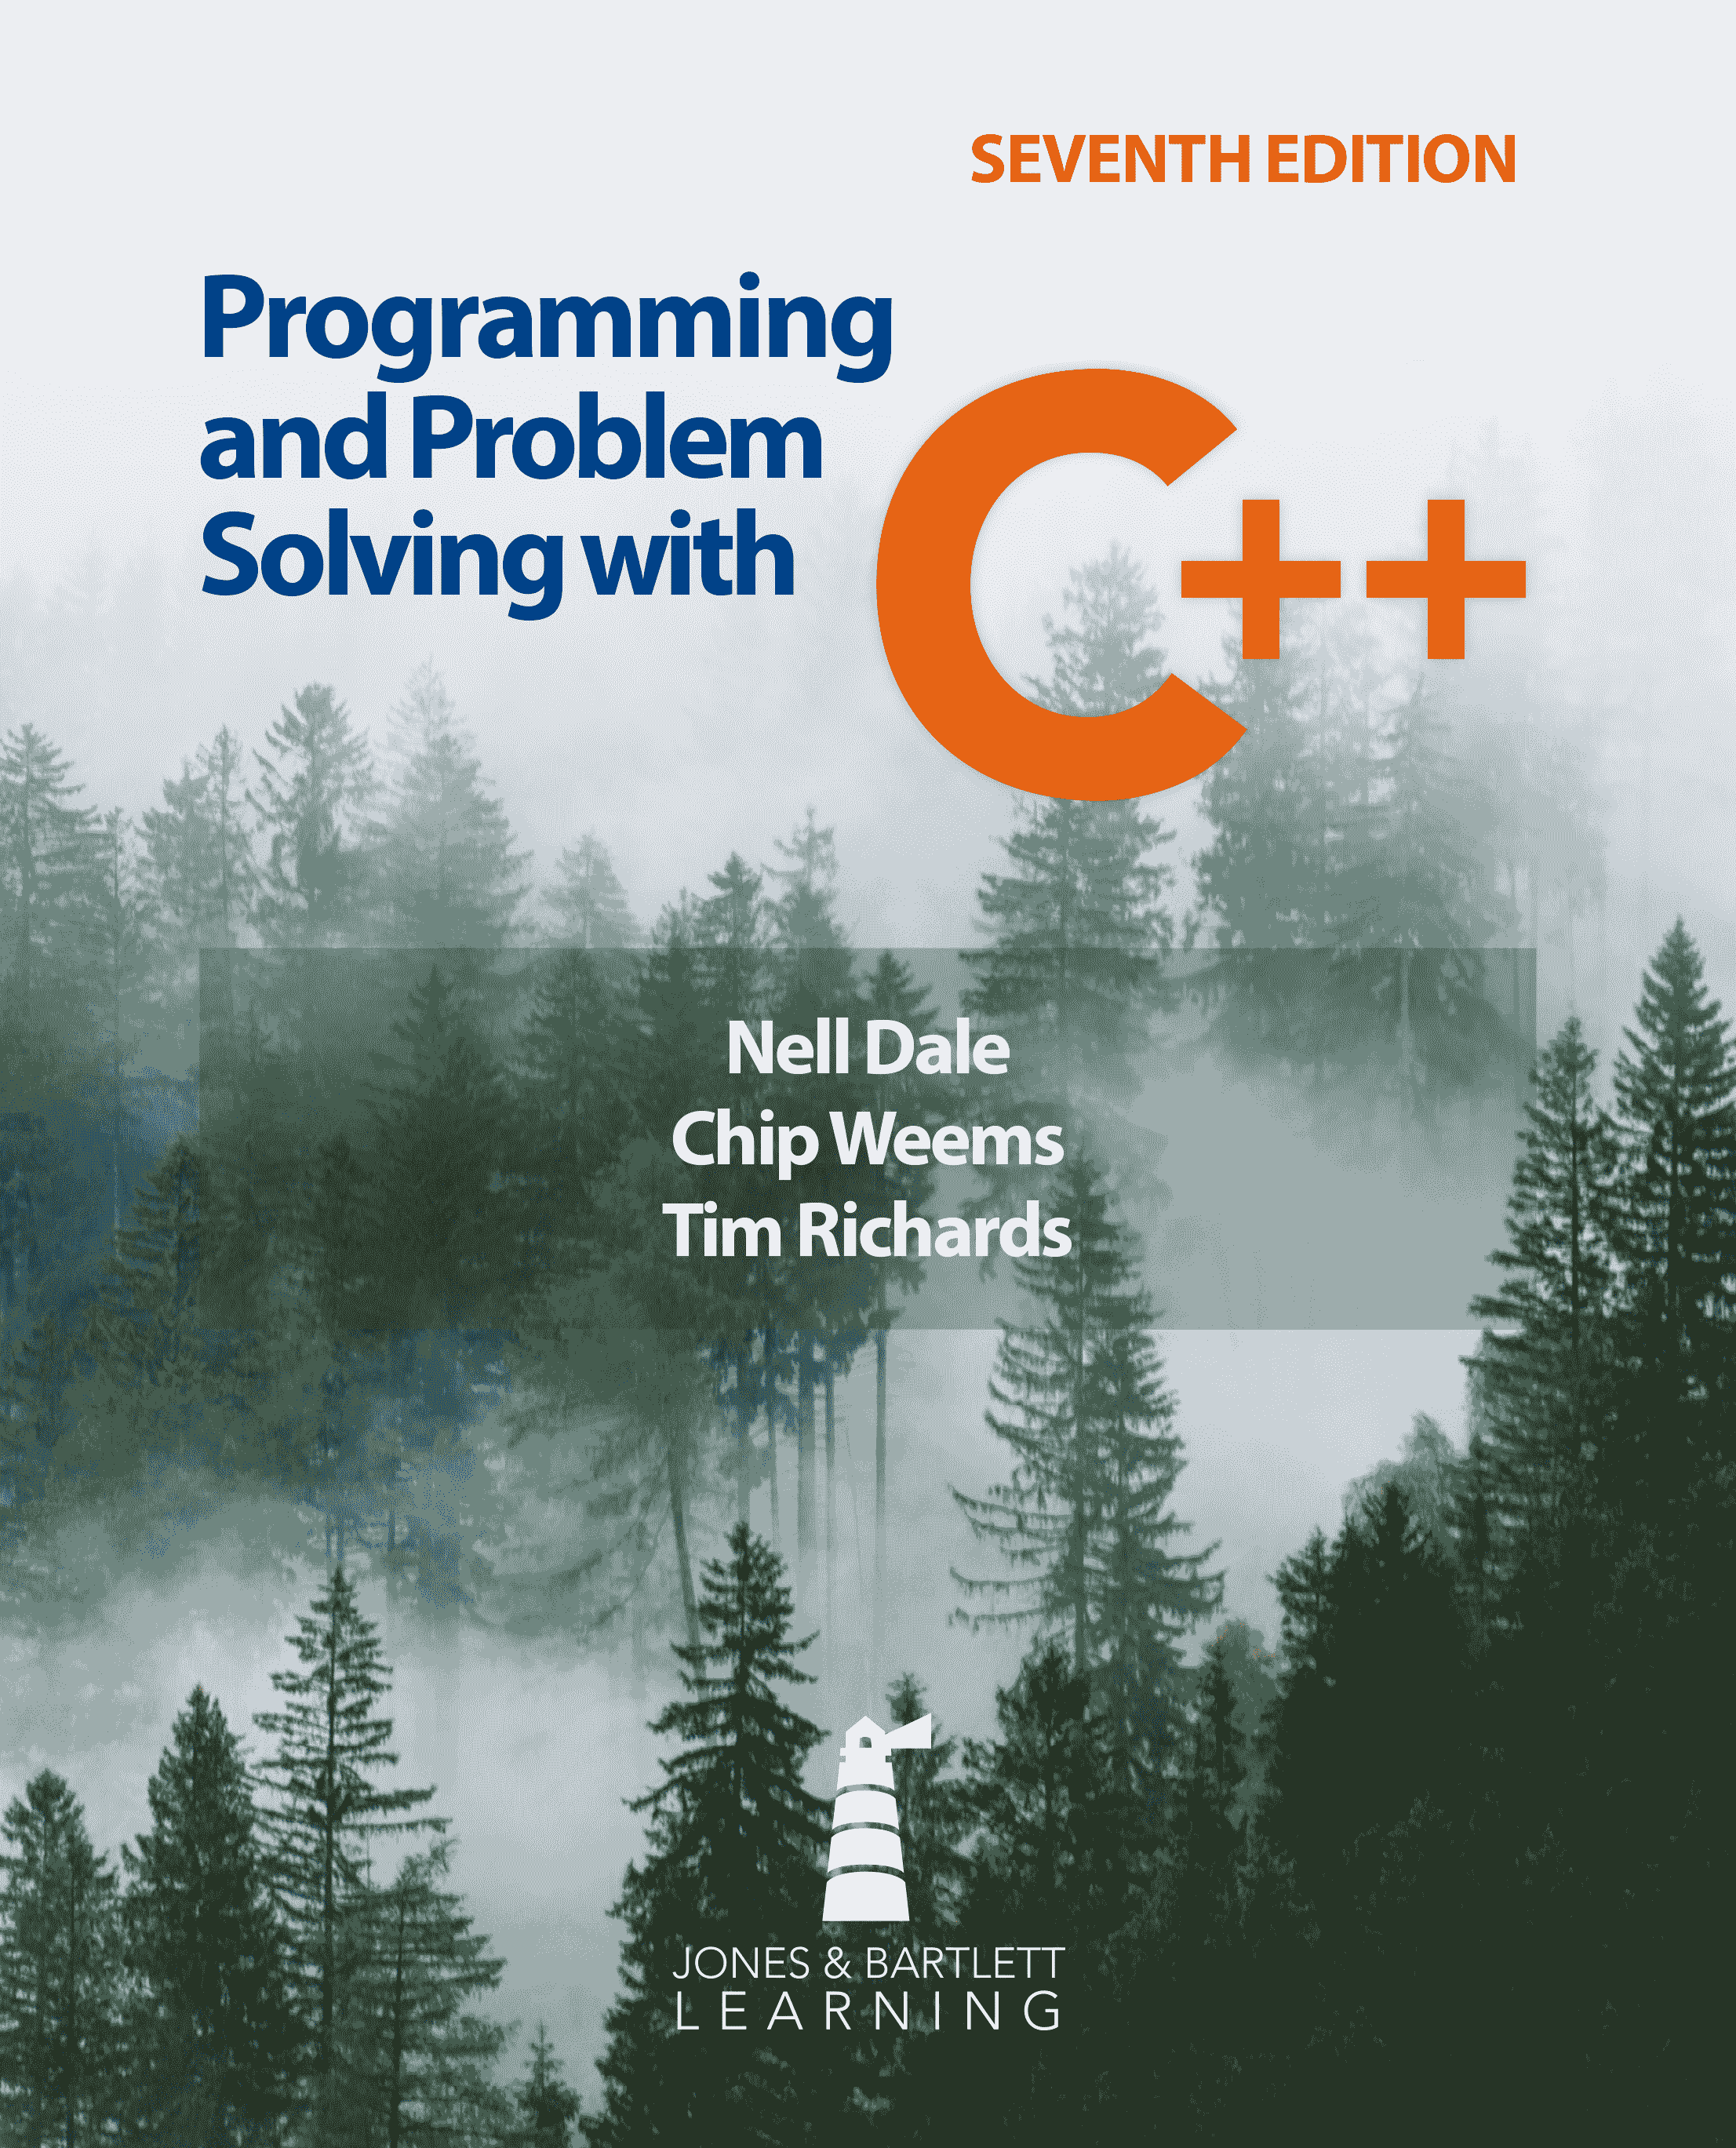 SEVENTH EDITION
Programming
and Problem
Solving with
C++
Nell Dale
Chip Weems
Tim Richards
JONES & BARTLETT
LEARNING